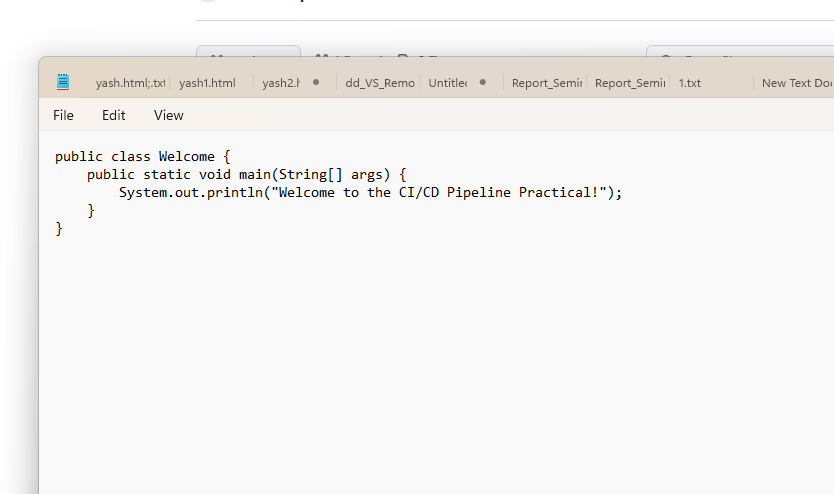 yash.html;.txt yash1.html yash2.h dd_VS_Remo Untitle Report_Semi Report_Semi 1.txt New Text Do
File Edit View
public class Welcome {
public static void main(String[] args) {
System.out.println("Welcome to the CI/CD Pipeline Practical!");
}
}